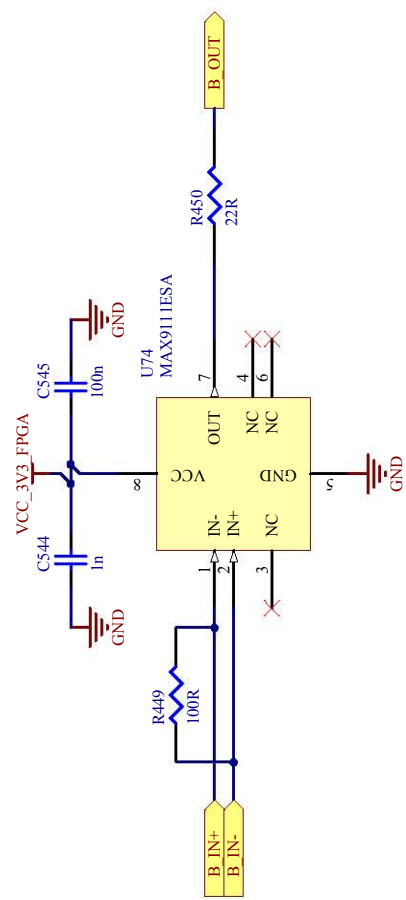 VCC_3V3_FPGA
C544
1n
GND
C545
100n
GND
U74
MAX9111ESA
8
VCC
1
IN-
2
IN+
3
NC
OUT
7
NC
4
NC
6
GND
5
GND
R449
100R
B_IN+
B_IN-
R450
22R
B_OUT